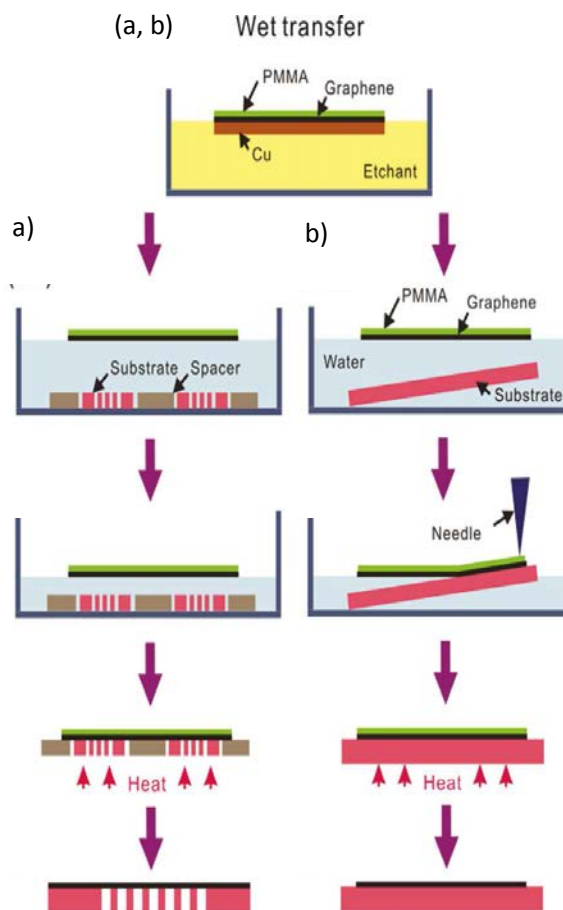 (a, b) Wet transfer
PMMA
Graphene
Cu
Etchant
a)
b)
PMMA
Graphene
Substrate Spacer
Water
Substrate
Needle
Heat
Heat